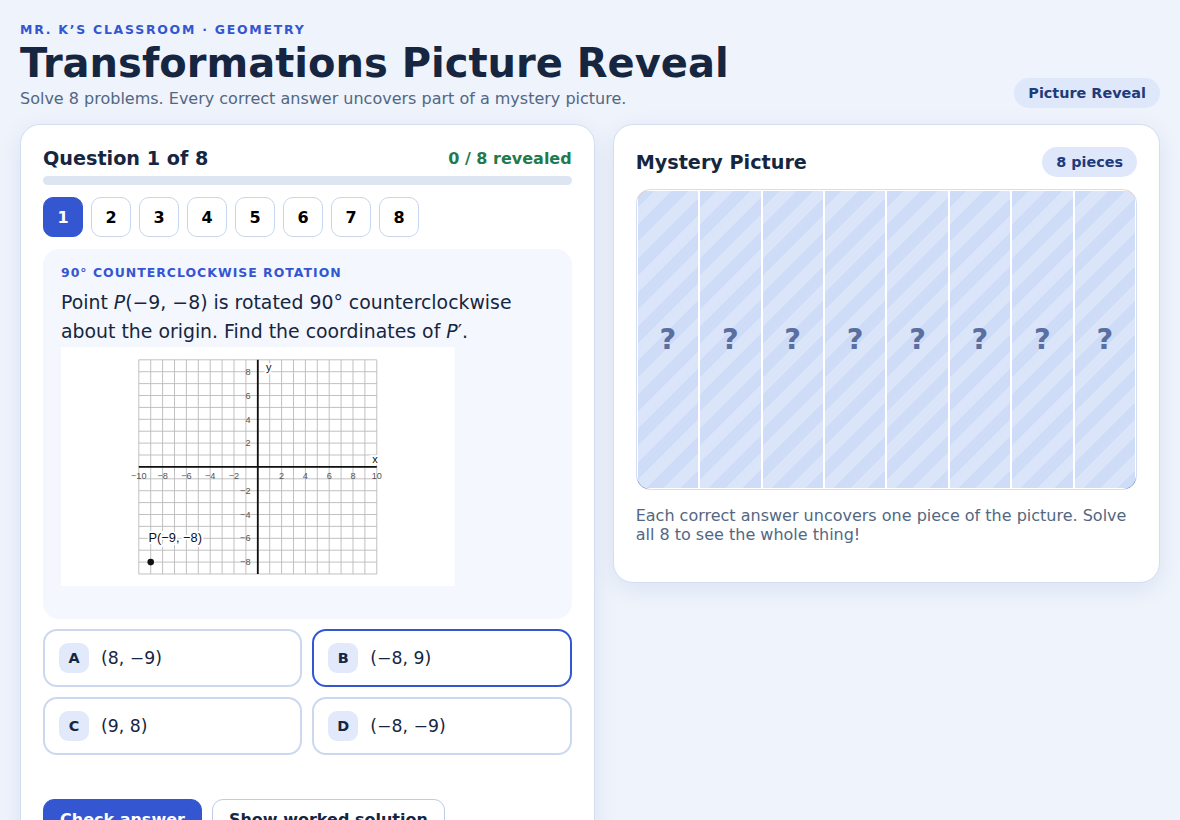 MR. K'S CLASSROOM · GEOMETRY
Transformations Picture Reveal
Solve 8 problems. Every correct answer uncovers part of a mystery picture.
Picture Reveal
Question 1 of 8
0 / 8 revealed
1 2 3 4 5 6 7 8
90° COUNTERCLOCKWISE ROTATION
Point P(−9, −8) is rotated 90° counterclockwise
about the origin. Find the coordinates of P′.
y
8
6
4
2
x
−10 −8 −6 −4 −2 2 4 6 8 10
−2
−4
P(−9, −8)
−6
−8
A (8, −9)
B (−8, 9)
C (9, 8)
D (−8, −9)
Check answer
Show worked solution
Mystery Picture
8 pieces
? ? ? ? ? ? ? ?
Each correct answer uncovers one piece of the picture. Solve
all 8 to see the whole thing!